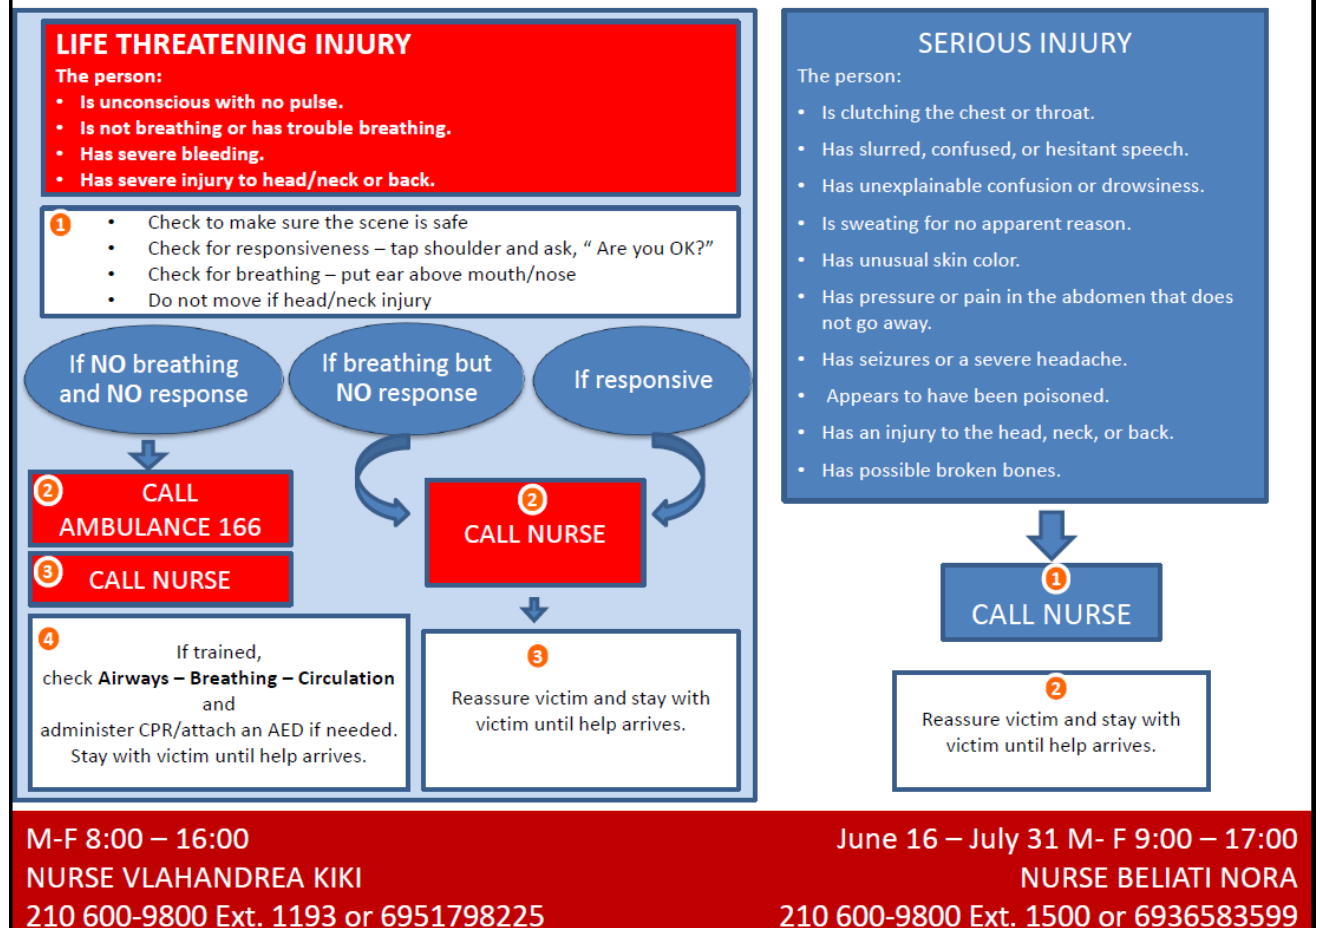 LIFE THREATENING INJURY
The person:
• Is unconscious with no pulse.
• Is not breathing or has trouble breathing.
• Has severe bleeding.
• Has severe injury to head/neck or back.
1
• Check to make sure the scene is safe
• Check for responsiveness – tap shoulder and ask, “ Are you OK?”
• Check for breathing – put ear above mouth/nose
• Do not move if head/neck injury
If NO breathing
and NO response
If breathing but
NO response
If responsive
2
CALL
AMBULANCE 166
3
CALL NURSE
4
If trained,
check Airways – Breathing – Circulation
and
administer CPR/attach an AED if needed.
Stay with victim until help arrives.
2
CALL NURSE
3
Reassure victim and stay with
victim until help arrives.
SERIOUS INJURY
The person:
• Is clutching the chest or throat.
• Has slurred, confused, or hesitant speech.
• Has unexplainable confusion or drowsiness.
• Is sweating for no apparent reason.
• Has unusual skin color.
• Has pressure or pain in the abdomen that does
not go away.
• Has seizures or a severe headache.
• Appears to have been poisoned.
• Has an injury to the head, neck, or back.
• Has possible broken bones.
1
CALL NURSE
2
Reassure victim and stay with
victim until help arrives.
M-F 8:00 – 16:00
NURSE VLAHANDREA KIKI
210 600-9800 Ext. 1193 or 6951798225
June 16 – July 31 M- F 9:00 – 17:00
NURSE BELIATI NORA
210 600-9800 Ext. 1500 or 6936583599